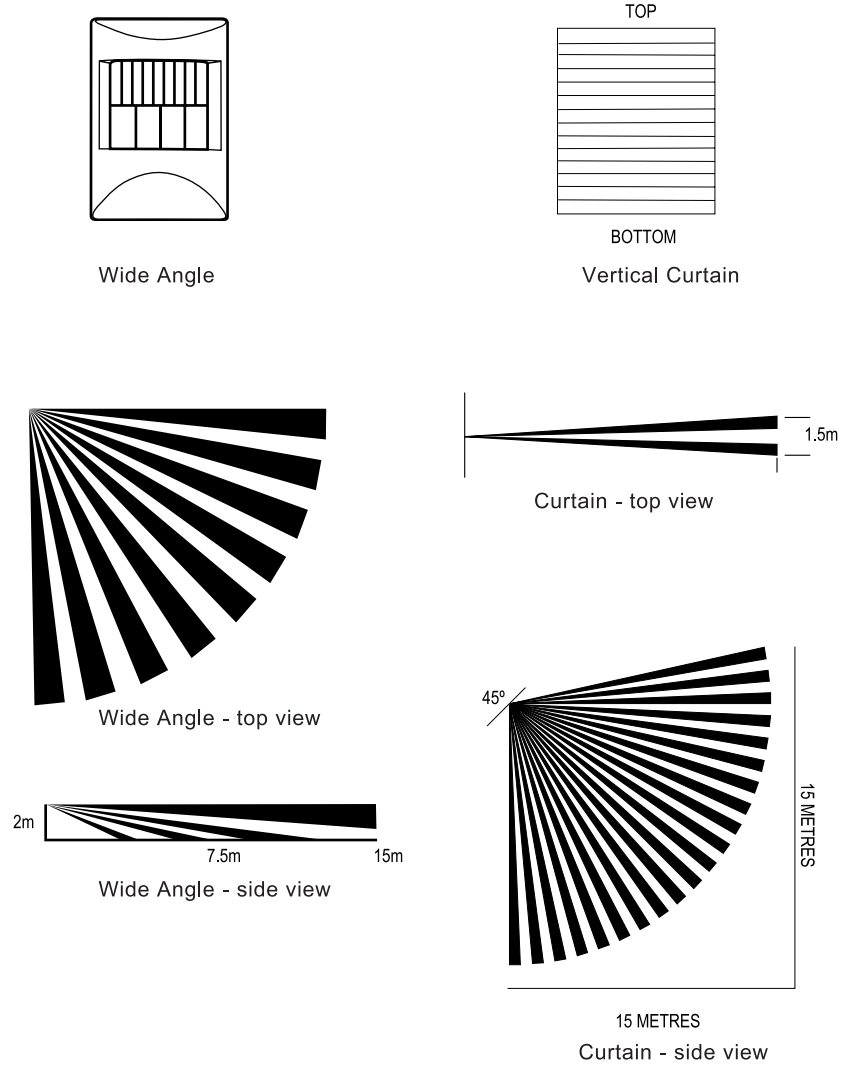 TOP
BOTTOM
Wide Angle
Vertical Curtain
1.5m
Curtain - top view
45º
Wide Angle - top view
2m
7.5m
15m
Wide Angle - side view
15 METRES
15 METRES
Curtain - side view